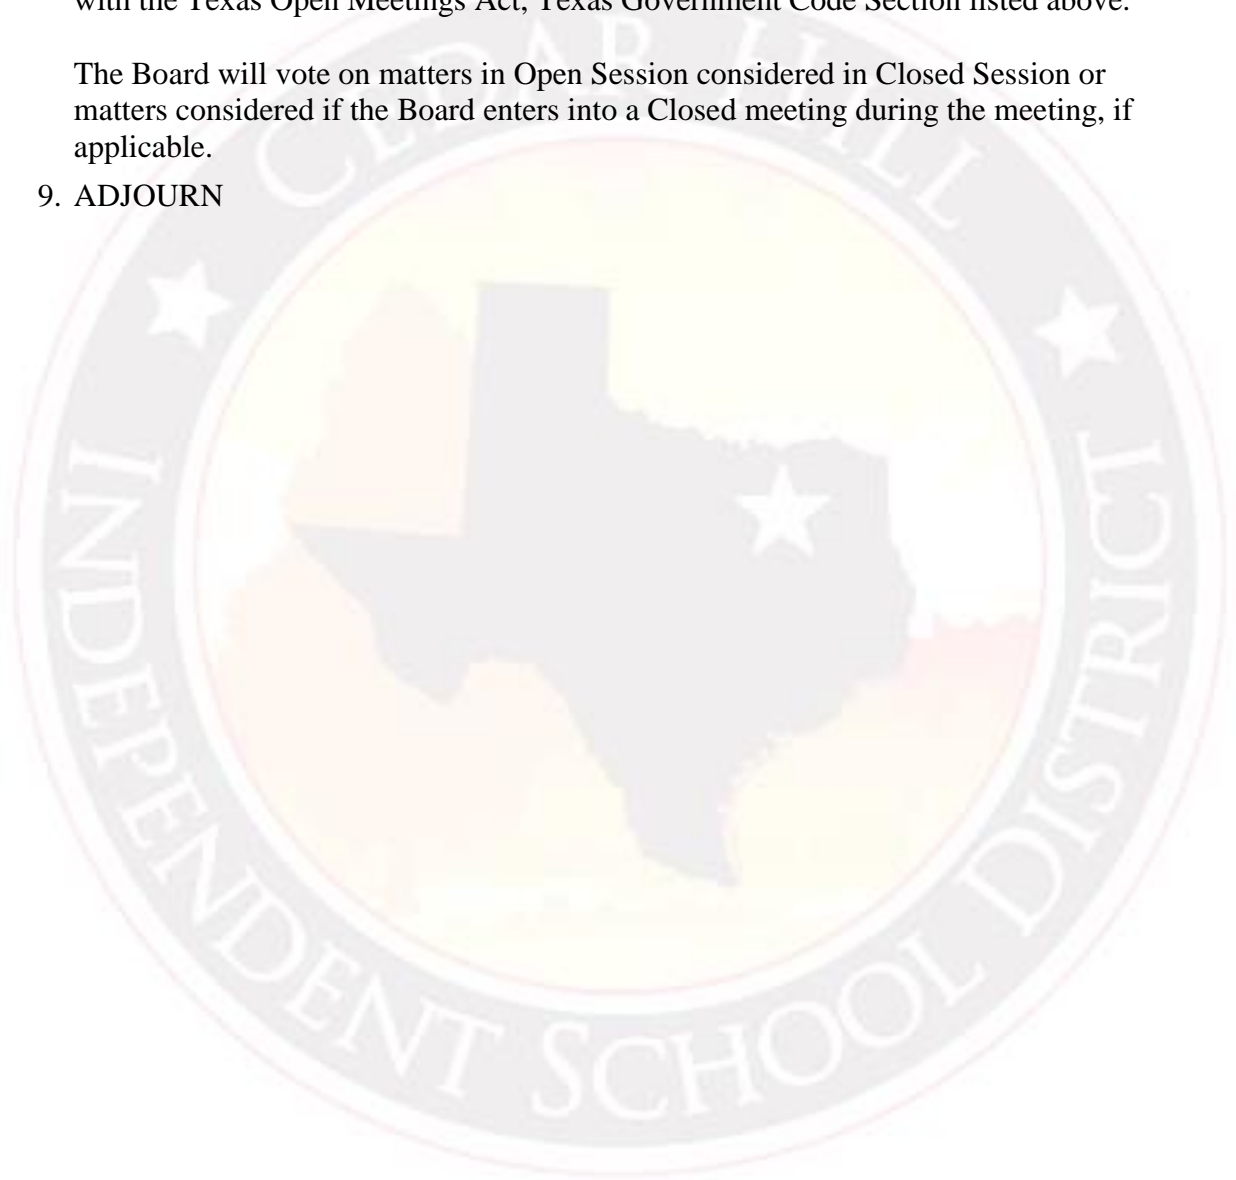 with the Texas Open Meetings Act, Texas Government Code Section listed above.
The Board will vote on matters in Open Session considered in Closed Session or
matters considered if the Board enters into a Closed meeting during the meeting, if
applicable.
9. ADJOURN
CEDAR HILL
INDEPENDENT SCHOOL DISTRICT